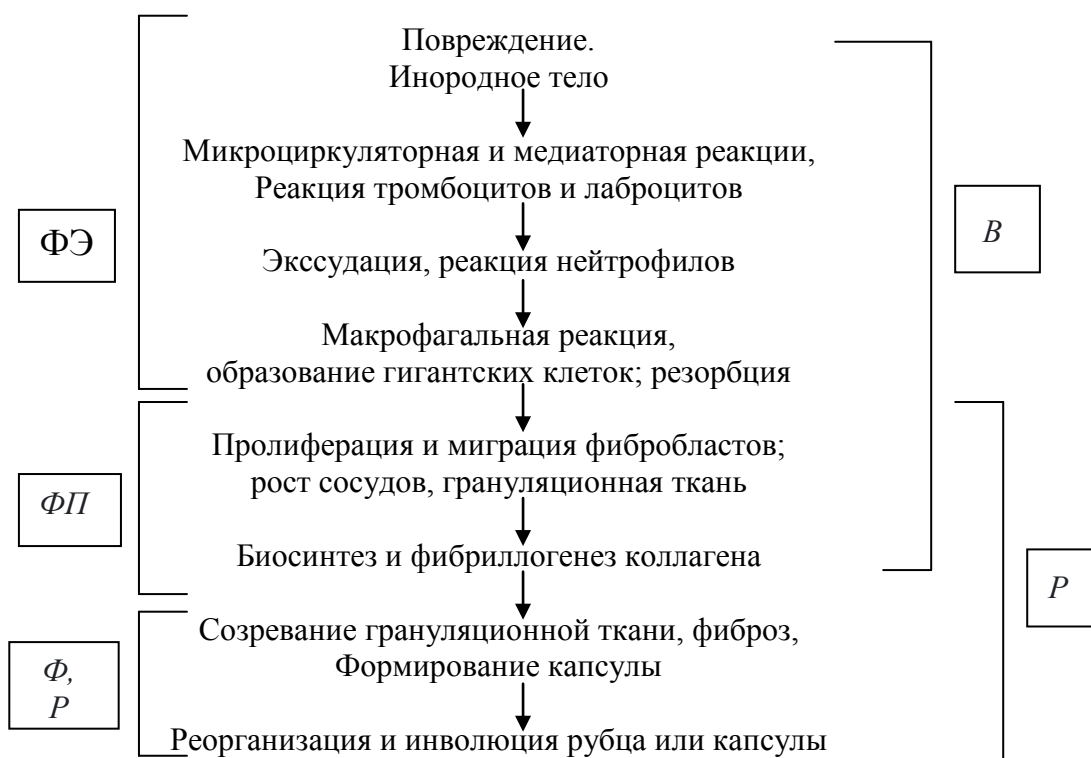 Повреждение.
Инородное тело
Микроциркуляторная и медиаторная реакции,
Реакция тромбоцитов и лаброцитов
ФЭ
В
Экссудация, реакция нейтрофилов
Макрофагальная реакция,
образование гигантских клеток; резорбция
Пролиферация и миграция фибробластов;
рост сосудов, грануляционная ткань
ФП
Биосинтез и фибриллогенез коллагена
Р
Созревание грануляционной ткани, фиброз,
Формирование капсулы
Ф,
Р
Реорганизация и инволюция рубца или капсулы